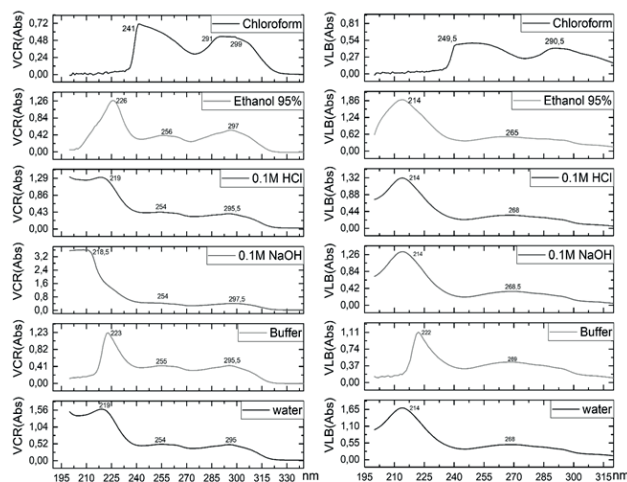 VCR(Abs) 0,72 0,48 0,24 0,00 241 291 299 Chloroform
VLB(Abs) 0,81 0,54 0,27 0,00 249,5 290,5 Chloroform
VCR(Abs) 1,26 0,84 0,42 0,00 226 256 297 Ethanol 95%
VLB(Abs) 1,86 1,24 0,62 0,00 214 265 Ethanol 95%
VCR(Abs) 1,29 0,86 0,43 0,00 219 254 295,5 0.1M HCl
VLB(Abs) 1,32 0,88 0,44 0,00 214 268 0.1M HCl
VCR(Abs) 3,2 2,4 1,6 0,8 0,0 218,5 254 297,5 0.1M NaOH
VLB(Abs) 1,26 0,84 0,42 0,00 214 268,5 0.1M NaOH
VCR(Abs) 1,23 0,82 0,41 0,00 223 255 295,5 Buffer
VLB(Abs) 1,11 0,74 0,37 0,00 222 269 Buffer
VCR(Abs) 1,56 1,04 0,52 0,00 219 254 295 water
VLB(Abs) 1,65 1,10 0,55 0,00 214 268 water
195 210 225 240 255 270 285 300 315 330 nm
195 210 225 240 255 270 285 300 315 nm